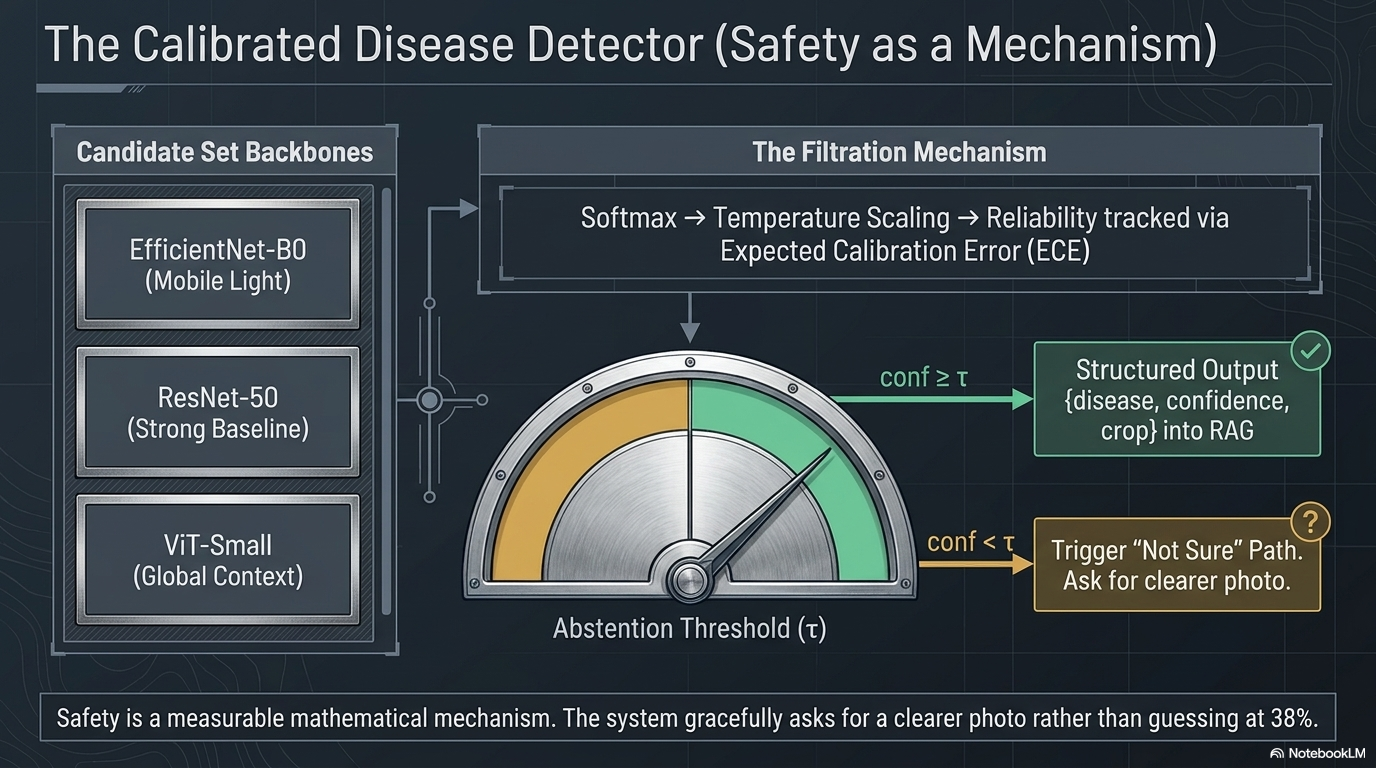 The Calibrated Disease Detector (Safety as a Mechanism)
Candidate Set Backbones
EfficientNet-B0
(Mobile Light)
ResNet-50
(Strong Baseline)
ViT-Small
(Global Context)
The Filtration Mechanism
Softmax → Temperature Scaling → Reliability tracked via
Expected Calibration Error (ECE)
conf ≥ τ
Structured Output
{disease, confidence,
crop} into RAG
conf < τ
?
Trigger “Not Sure” Path.
Ask for clearer photo.
Abstention Threshold (τ)
Safety is a measurable mathematical mechanism. The system gracefully asks for a clearer photo rather than guessing at 38%.
NotebookLM